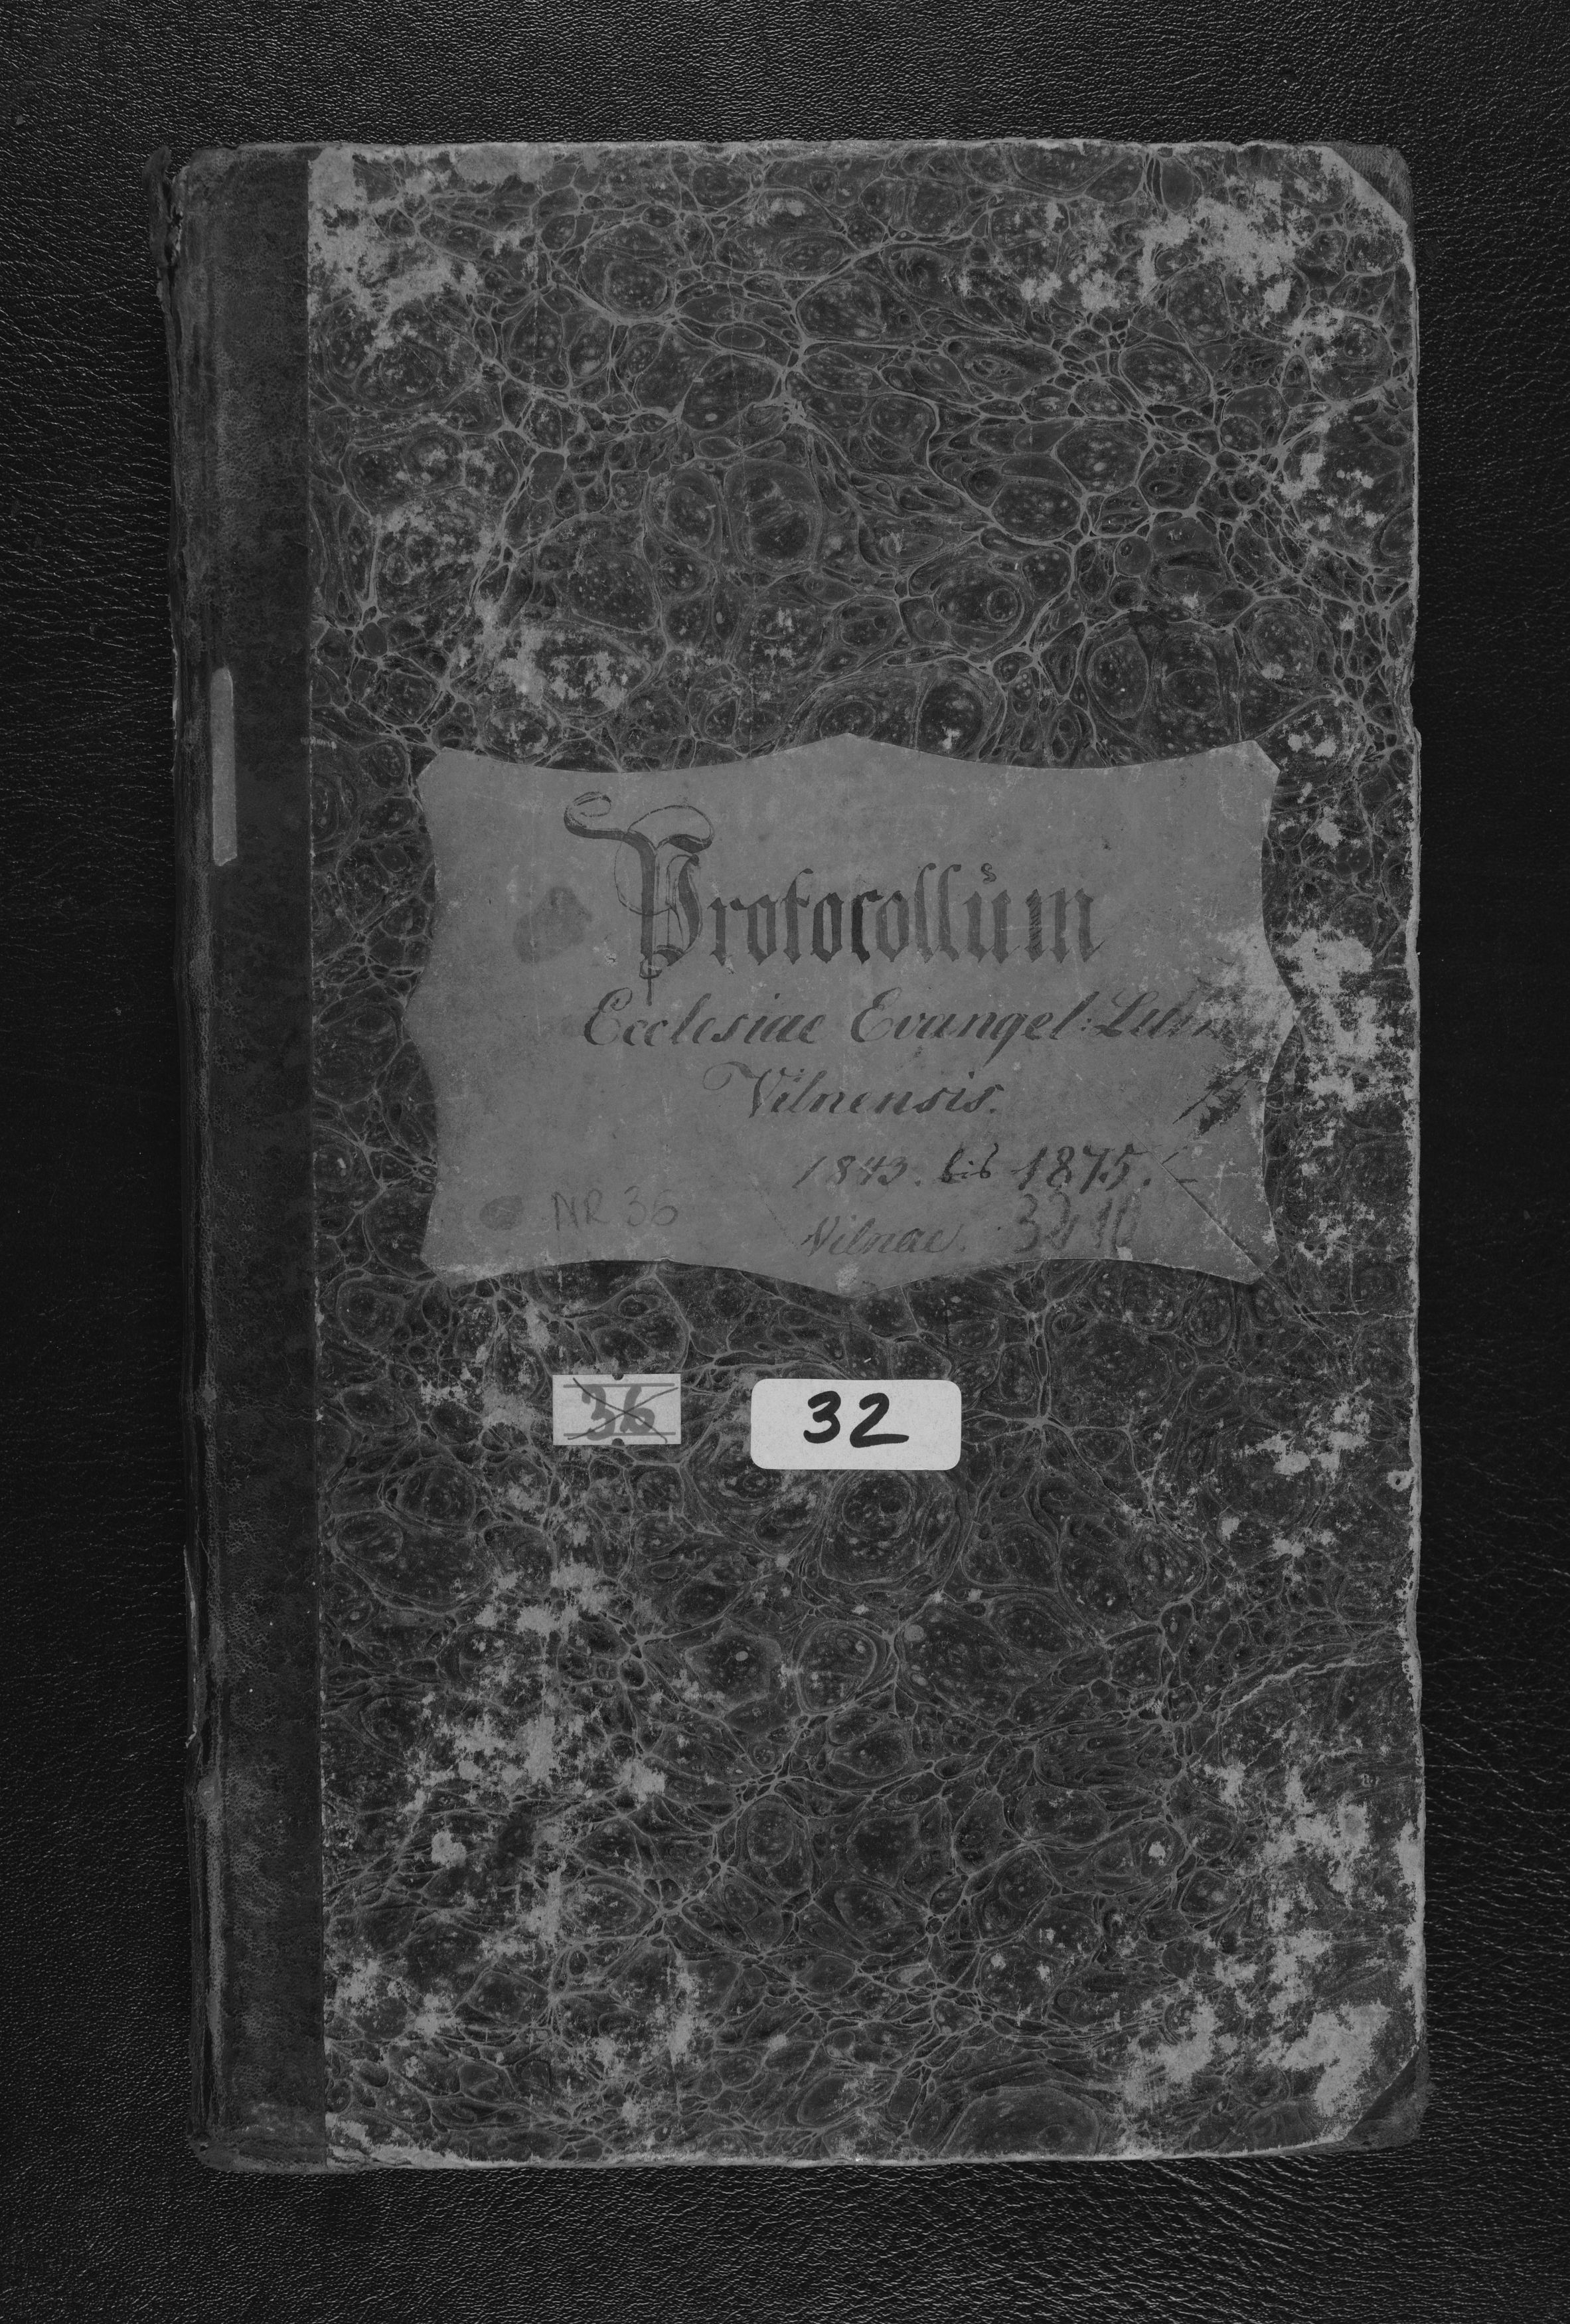 Protocollum
Ecclesiae Evangel: Luth
Vilnensis.
1843. bis 1875.
NR 36
Vilnae.
36
32